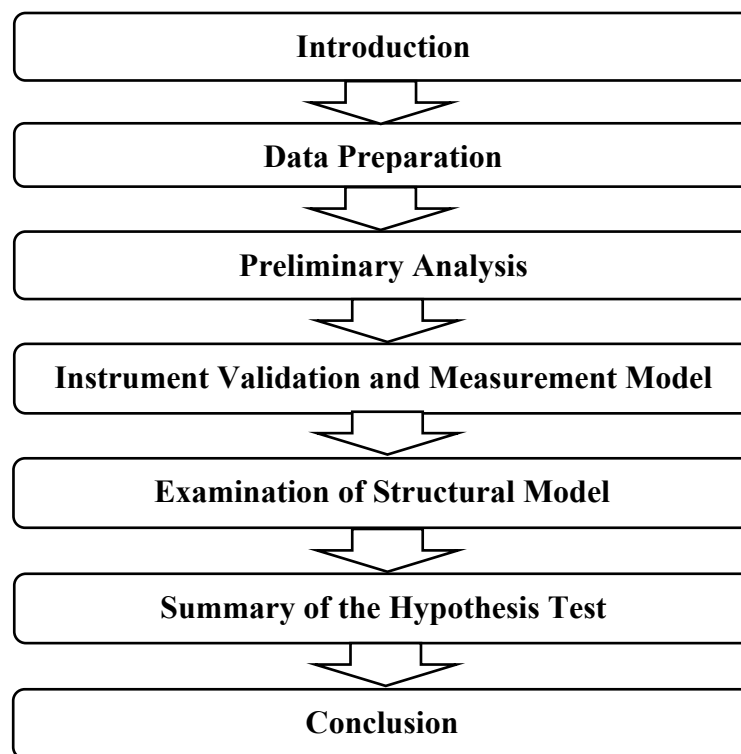 Introduction
Data Preparation
Preliminary Analysis
Instrument Validation and Measurement Model
Examination of Structural Model
Summary of the Hypothesis Test
Conclusion